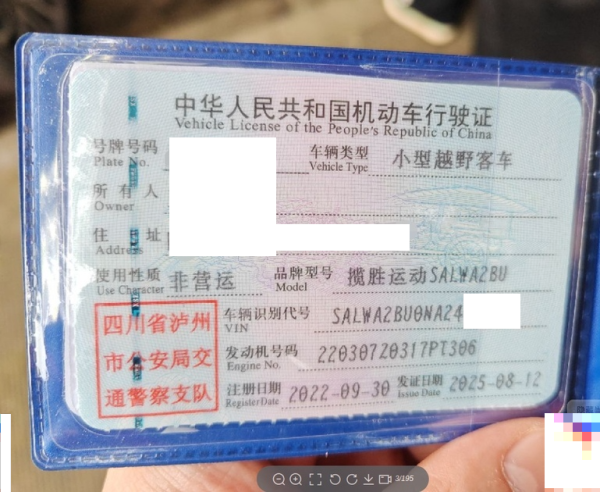 中华人民共和国机动车行驶证
Vehicle License of the People's Republic of China
号牌号码
Plate No.
车辆类型 小型越野客车
Vehicle Type
所有人
Owner
住址
Address
使用性质 非营运
Use Character
品牌型号 揽胜运动SALWA2BU
Model
四川省泸州
市公安局交
通警察支队
车辆识别代号 SALWA2BU0NA24
VIN
发动机号码 22030720317PT306
Engine No.
注册日期 2022-09-30
Register Date
发证日期 2025-08-12
Issue Date
3/195